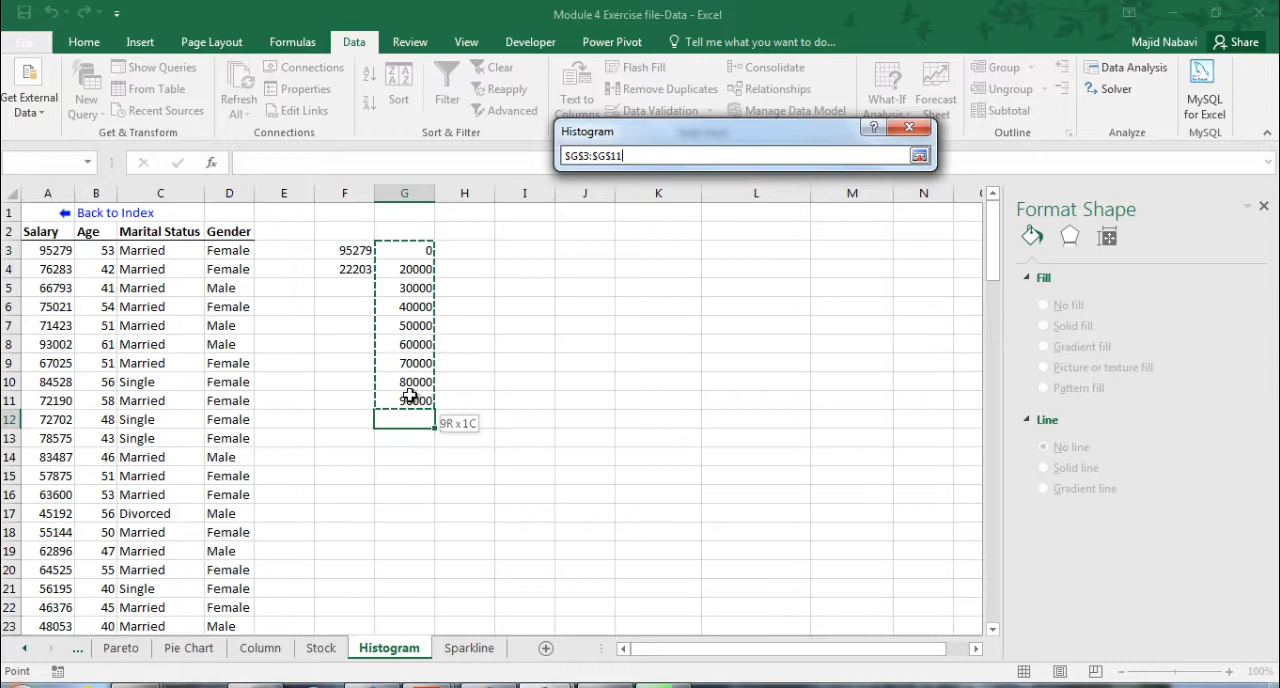 Module 4 Exercise file-Data - Excel
File Home Insert Page Layout Formulas Data Review View Developer Power Pivot Tell me what you want to do... Majid Nabavi Share
Get External Data
New Query
Show Queries
From Table
Recent Sources
Get & Transform
Refresh All
Connections
Properties
Edit Links
Connections
Sort
Filter
Clear
Reapply
Advanced
Sort & Filter
Text to Columns
Flash Fill
Remove Duplicates
Data Validation
Consolidate
Relationships
Manage Data Model
What-If Analysis
Forecast Sheet
Group
Ungroup
Subtotal
Outline
Data Analysis
Solver
Analyze
MySQL for Excel
MySQL
Histogram
$G$3:$G$11
fx
A B C D E F G H I J K L M N
1 Back to Index
2 Salary Age Marital Status Gender
3 95279 53 Married Female 95279 0
4 76283 42 Married Female 22203 20000
5 66793 41 Married Male 30000
6 75021 54 Married Female 40000
7 71423 51 Married Male 50000
8 93002 61 Married Male 60000
9 67025 51 Married Female 70000
10 84528 56 Single Female 80000
11 72190 58 Married Female 90000
12 72702 48 Single Female
9R x 1C
13 78575 43 Single Female
14 83487 46 Married Male
15 57875 51 Married Female
16 63600 53 Married Female
17 45192 56 Divorced Male
18 55144 50 Married Female
19 62896 47 Married Male
20 64525 55 Married Female
21 56195 40 Single Female
22 46376 45 Married Female
23 48053 40 Married Male
Format Shape
Fill
No fill
Solid fill
Gradient fill
Picture or texture fill
Pattern fill
Line
No line
Solid line
Gradient line
... Pareto Pie Chart Column Stock Histogram Sparkline
Point 100%